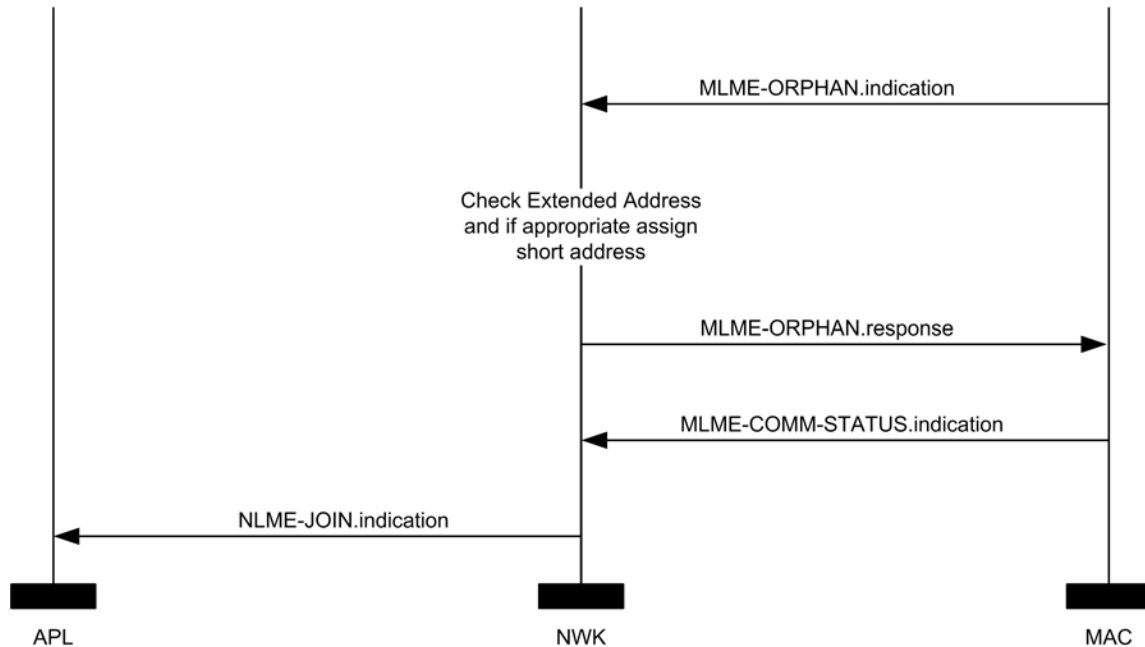 MLME-ORPHAN.indication
Check Extended Address
and if appropriate assign
short address
MLME-ORPHAN.response
MLME-COMM-STATUS.indication
NLME-JOIN.indication
APL
NWK
MAC